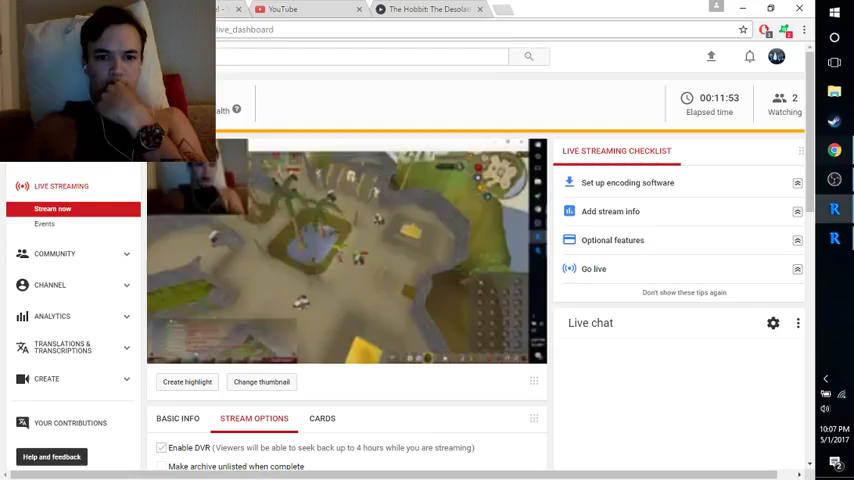 YouTube
The Hobbit: The Desola
live_dashboard
00:11:53
Elapsed time
2
Watching
LIVE STREAMING
Stream now
Events
COMMUNITY
CHANNEL
ANALYTICS
TRANSLATIONS &
TRANSCRIPTIONS
CREATE
YOUR CONTRIBUTIONS
Help and feedback
Create highlight
Change thumbnail
BASIC INFO
STREAM OPTIONS
CARDS
Enable DVR (Viewers will be able to seek back up to 4 hours while you are streaming)
Make archive unlisted when complete
LIVE STREAMING CHECKLIST
Set up encoding software
Add stream info
Optional features
Go live
Don't show these tips again
Live chat
10:07 PM
5/1/2017